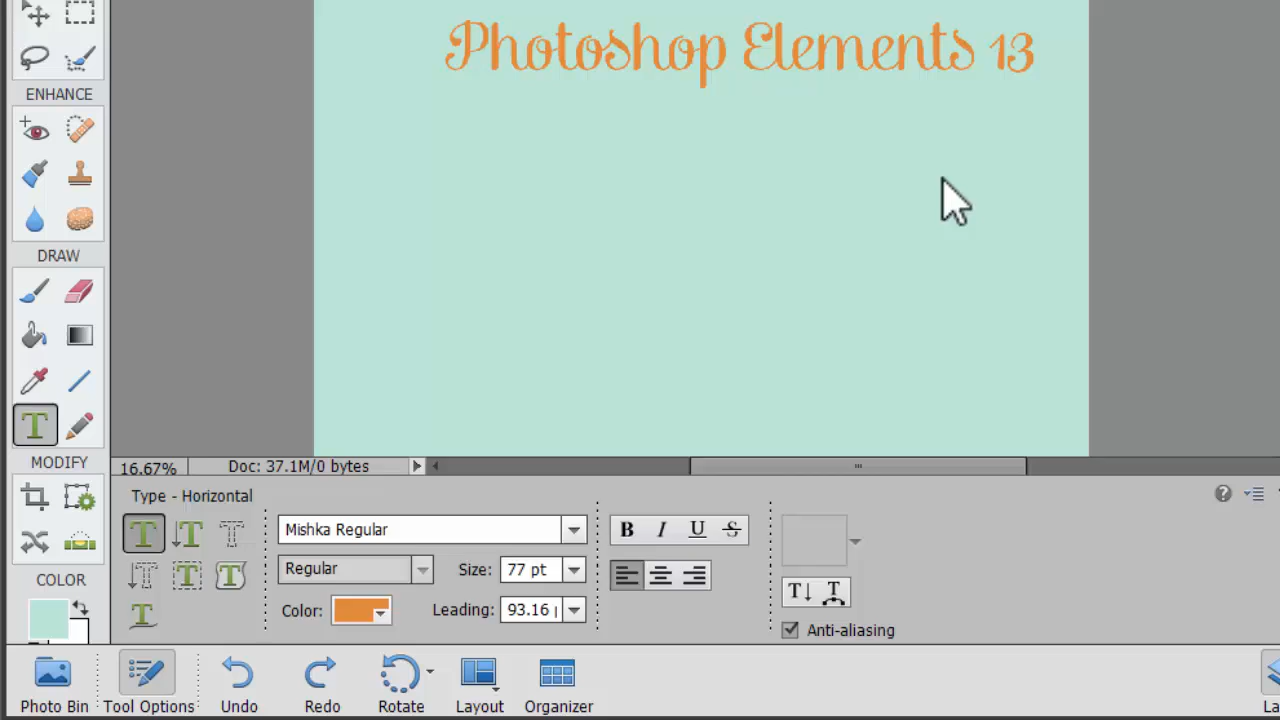 Photoshop Elements 13
ENHANCE
DRAW
MODIFY
16.67% Doc: 37.1M/0 bytes
Type - Horizontal
Mishka Regular
B I U S
Regular
Size: 77 pt
COLOR
Color:
Leading: 93.16
Anti-aliasing
Photo Bin
Tool Options
Undo
Redo
Rotate
Layout
Organizer
La